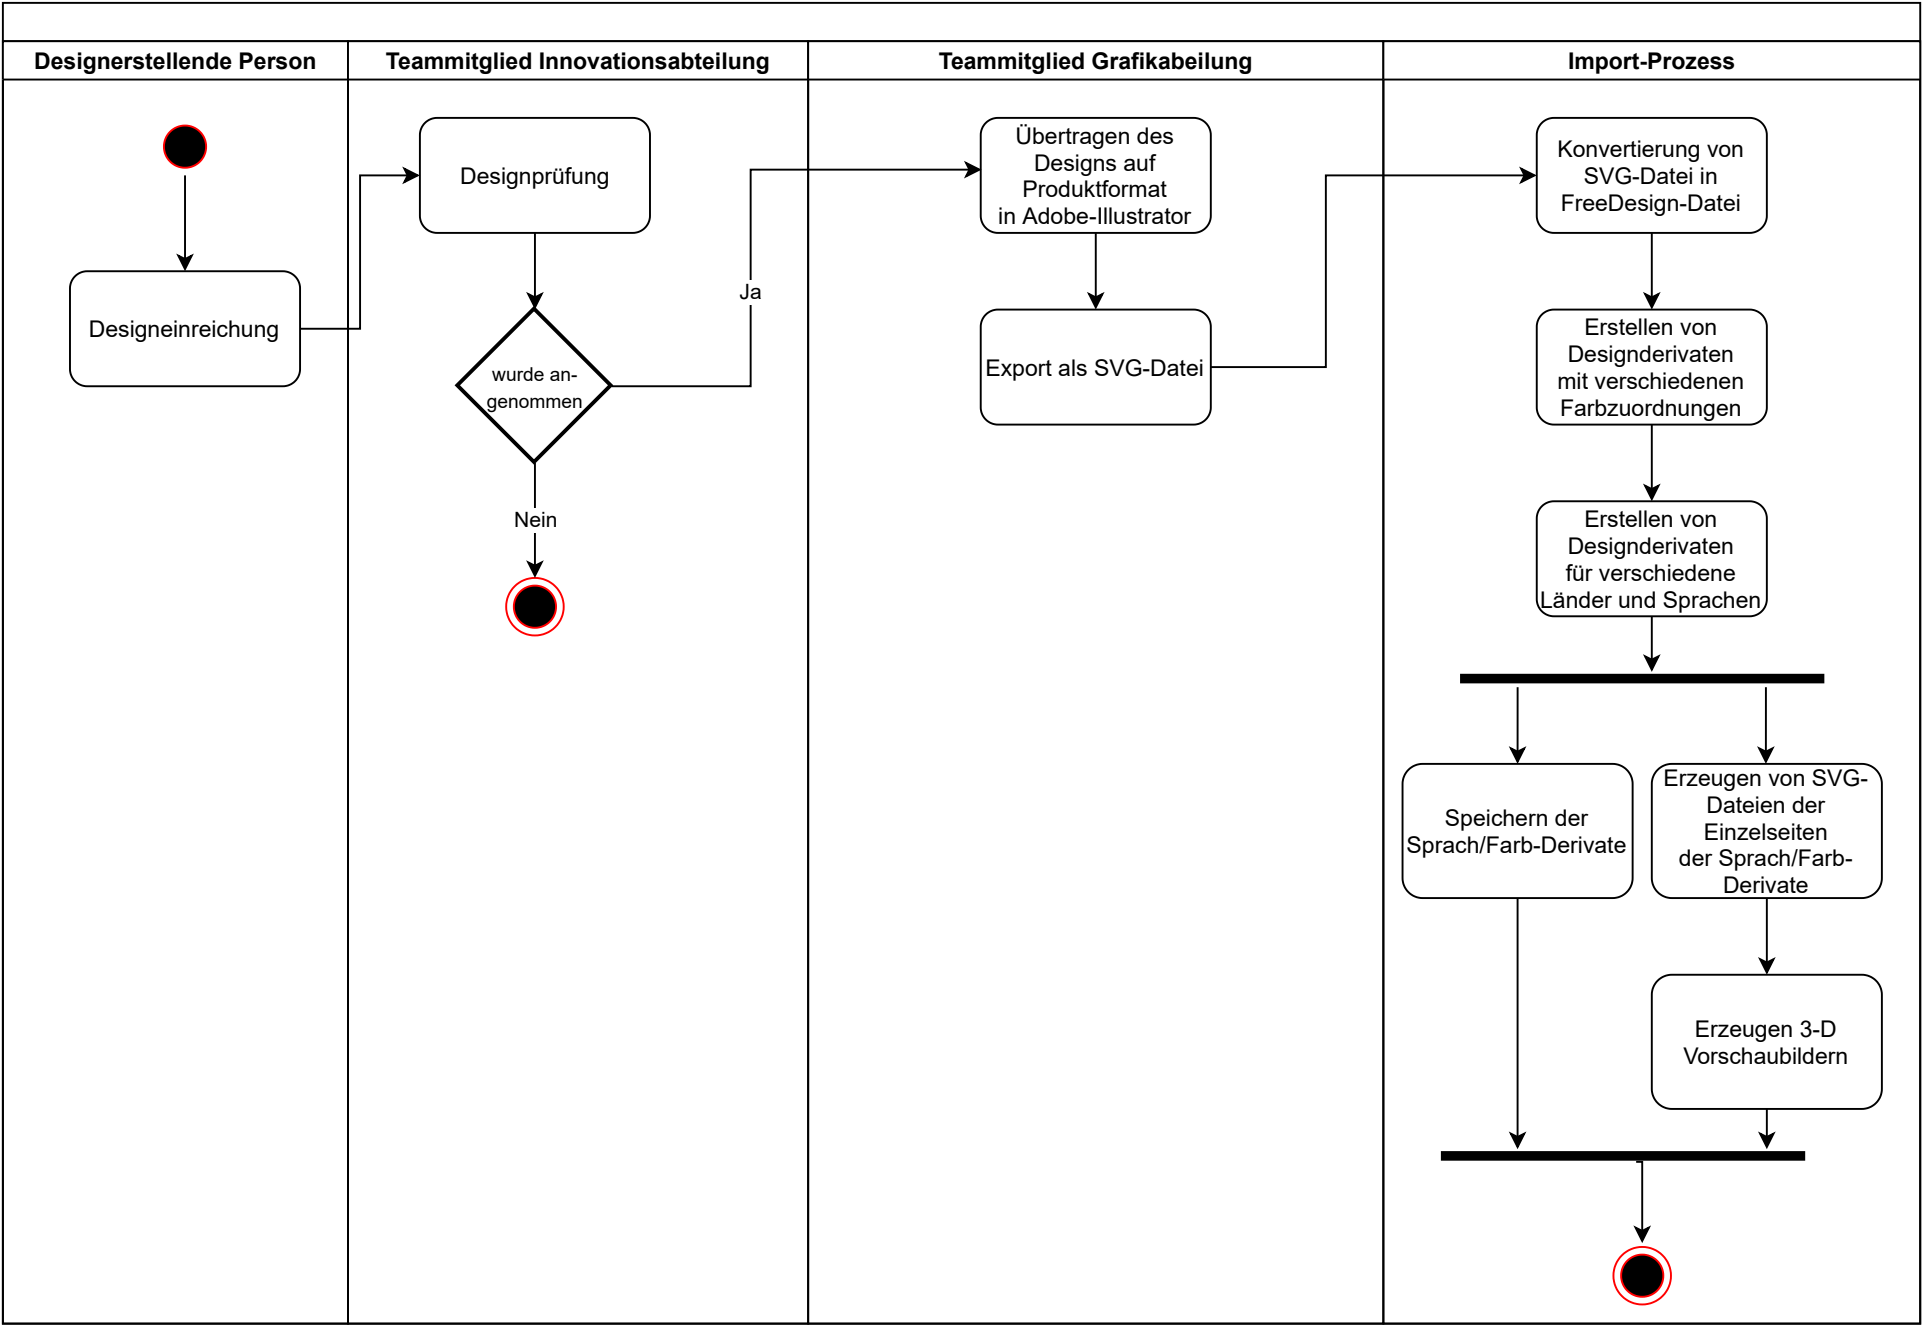 Designerstellende Person
Teammitglied Innovationsabteilung
Teammitglied Grafikabeilung
Import-Prozess
Designeinreichung
Designprüfung
wurde an-
genommen
Ja
Nein
Übertragen des
Designs auf
Produktformat
in Adobe-Illustrator
Export als SVG-Datei
Konvertierung von
SVG-Datei in
FreeDesign-Datei
Erstellen von
Designderivaten
mit verschiedenen
Farbzuordnungen
Erstellen von
Designderivaten
für verschiedene
Länder und Sprachen
Speichern der
Sprach/Farb-Derivate
Erzeugen von SVG-
Dateien der
Einzelseiten
der Sprach/Farb-
Derivate
Erzeugen 3-D
Vorschaubildern